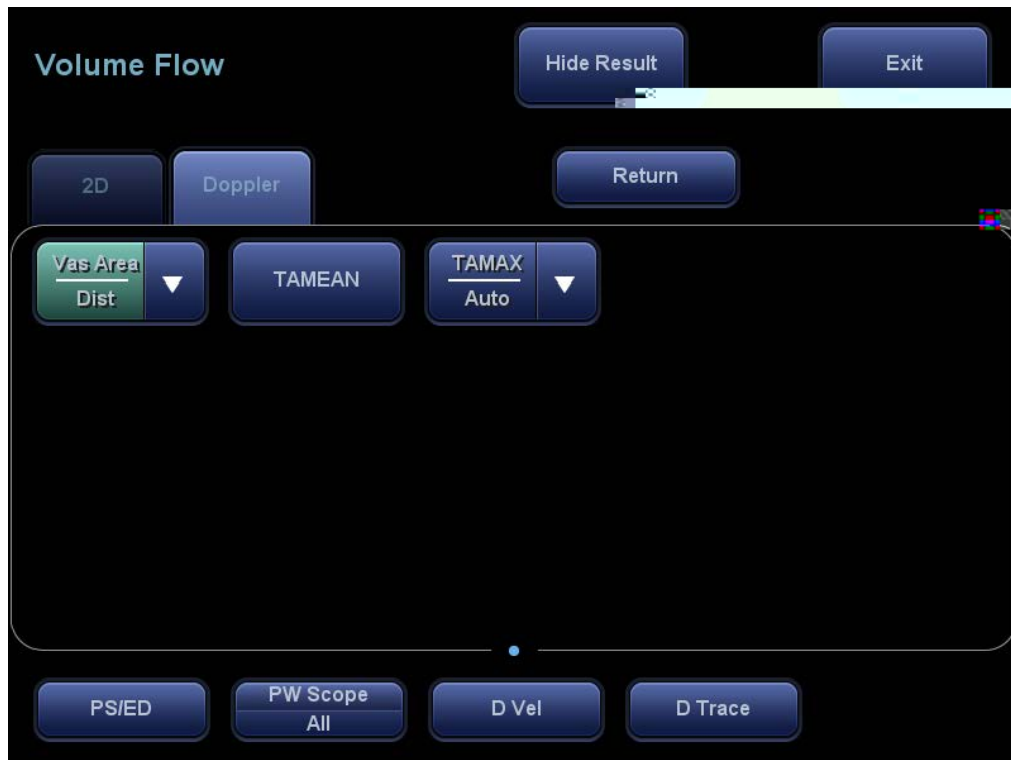 Volume Flow
Hide Result
Exit
2D
Doppler
Return
Vas Area
Dist
TAMEAN
TAMAX
Auto
PS/ED
PW Scope
All
D Vel
D Trace